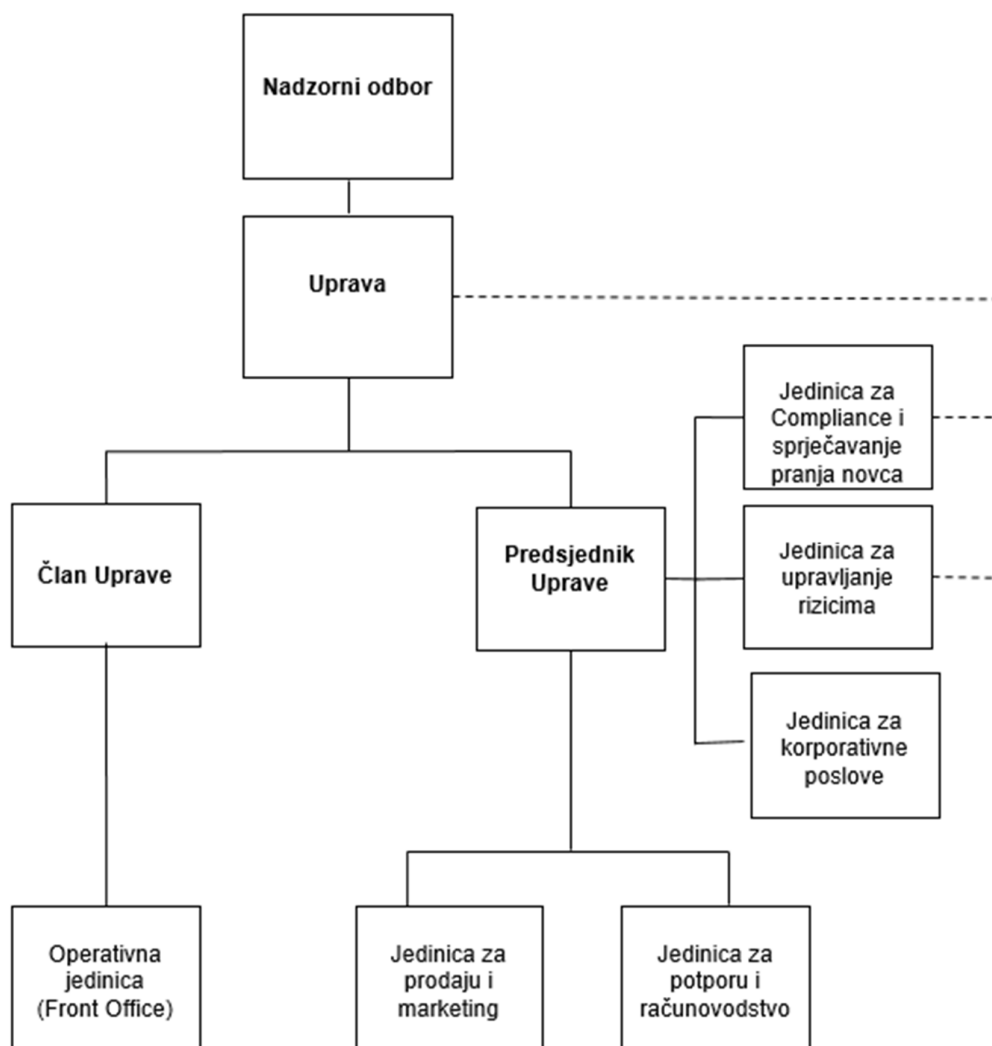 Nadzorni odbor
Uprava
Jedinica za
Compliance i
sprječavanje
pranja novca
Član Uprave
Predsjednik
Uprave
Jedinica za
upravljanje
rizicima
Jedinica za
korporativne
poslove
Operativna
jedinica
(Front Office)
Jedinica za
prodaju i
marketing
Jedinica za
potporu i
računovodstvo